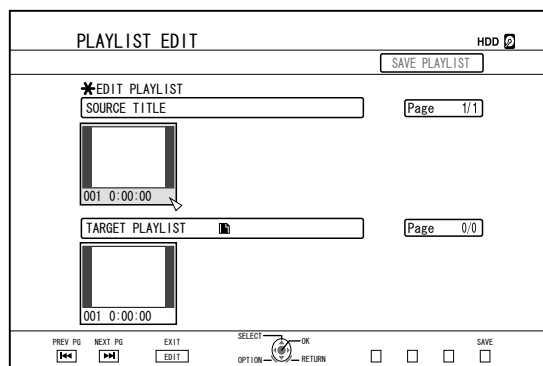 PLAYLIST EDIT
HDD
SAVE PLAYLIST
EDIT PLAYLIST
SOURCE TITLE
Page 1/1
001 0:00:00
TARGET PLAYLIST
Page 0/0
001 0:00:00
PREV PG NEXT PG EXIT SELECT OK SAVE
EDIT OPTION RETURN